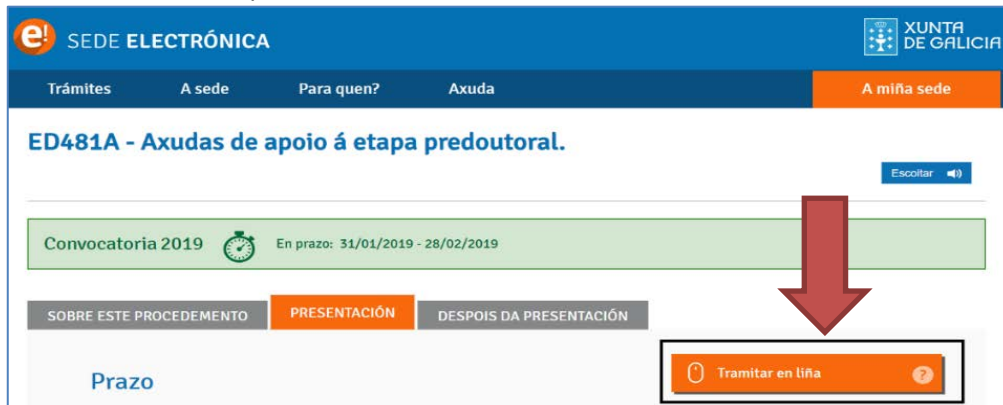 e! SEDE ELECTRÓNICA
XUNTA
DE GALICIA
Trámites A sede Para quen? Axuda A miña sede
ED481A - Axudas de apoio á etapa predoutoral.
Escoitar
Convocatoria 2019 En prazo: 31/01/2019 - 28/02/2019
SOBRE ESTE PROCEDEMENTO PRESENTACIÓN DESPOIS DA PRESENTACIÓN
Prazo Tramitar en liña ?